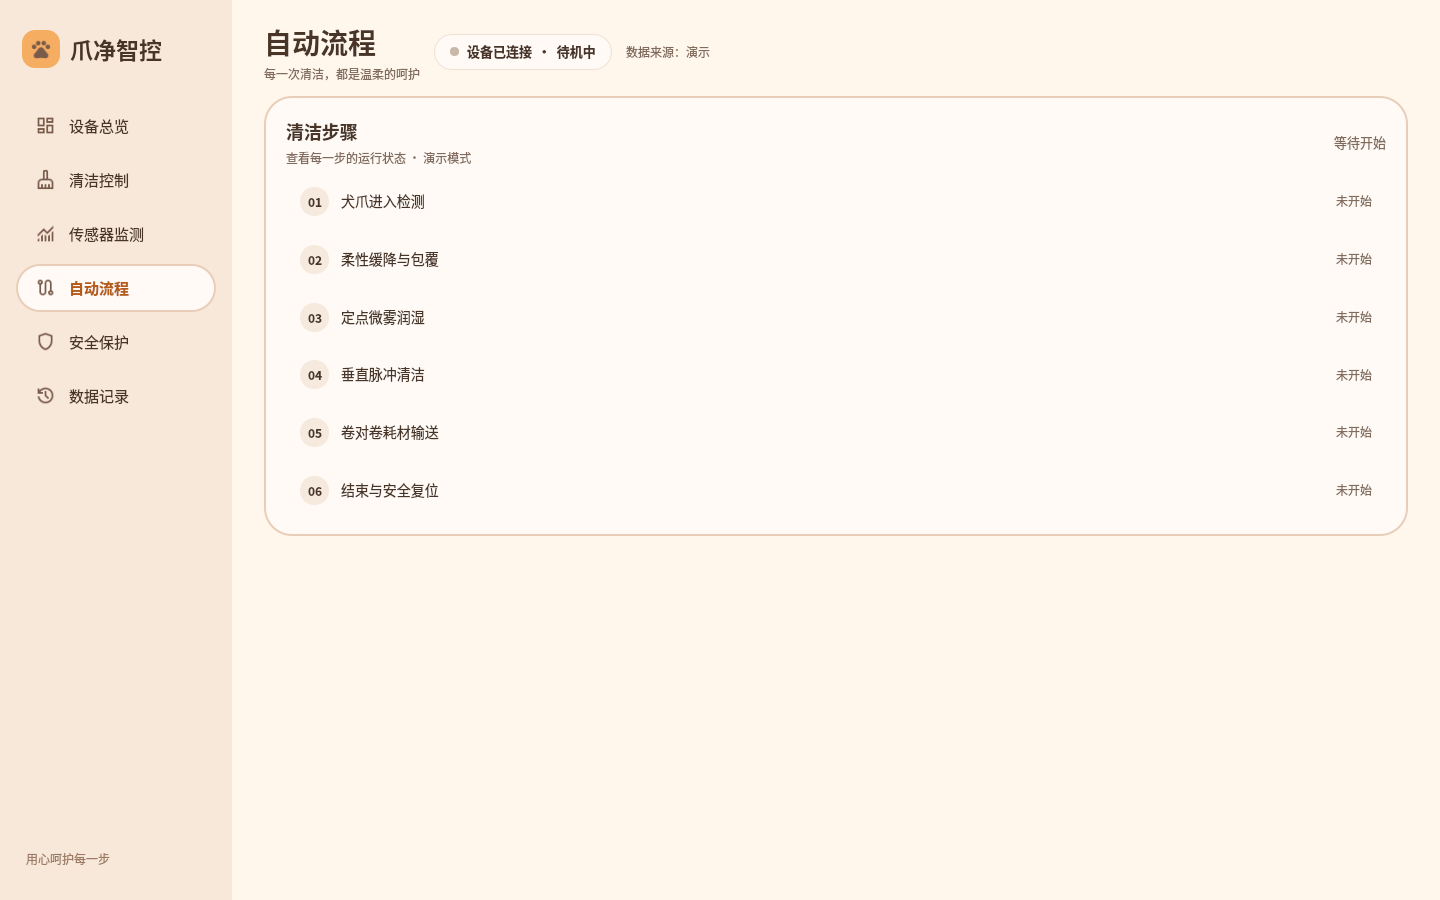 爪净智控
设备总览
清洁控制
传感器监测
自动流程
安全保护
数据记录
用心呵护每一步
自动流程
每一次清洁，都是温柔的呵护
设备已连接 · 待机中
数据来源：演示
清洁步骤
查看每一步的运行状态 · 演示模式
等待开始
01 犬爪进入检测 未开始
02 柔性缓降与包覆 未开始
03 定点微雾润湿 未开始
04 垂直脉冲清洁 未开始
05 卷对卷耗材输送 未开始
06 结束与安全复位 未开始